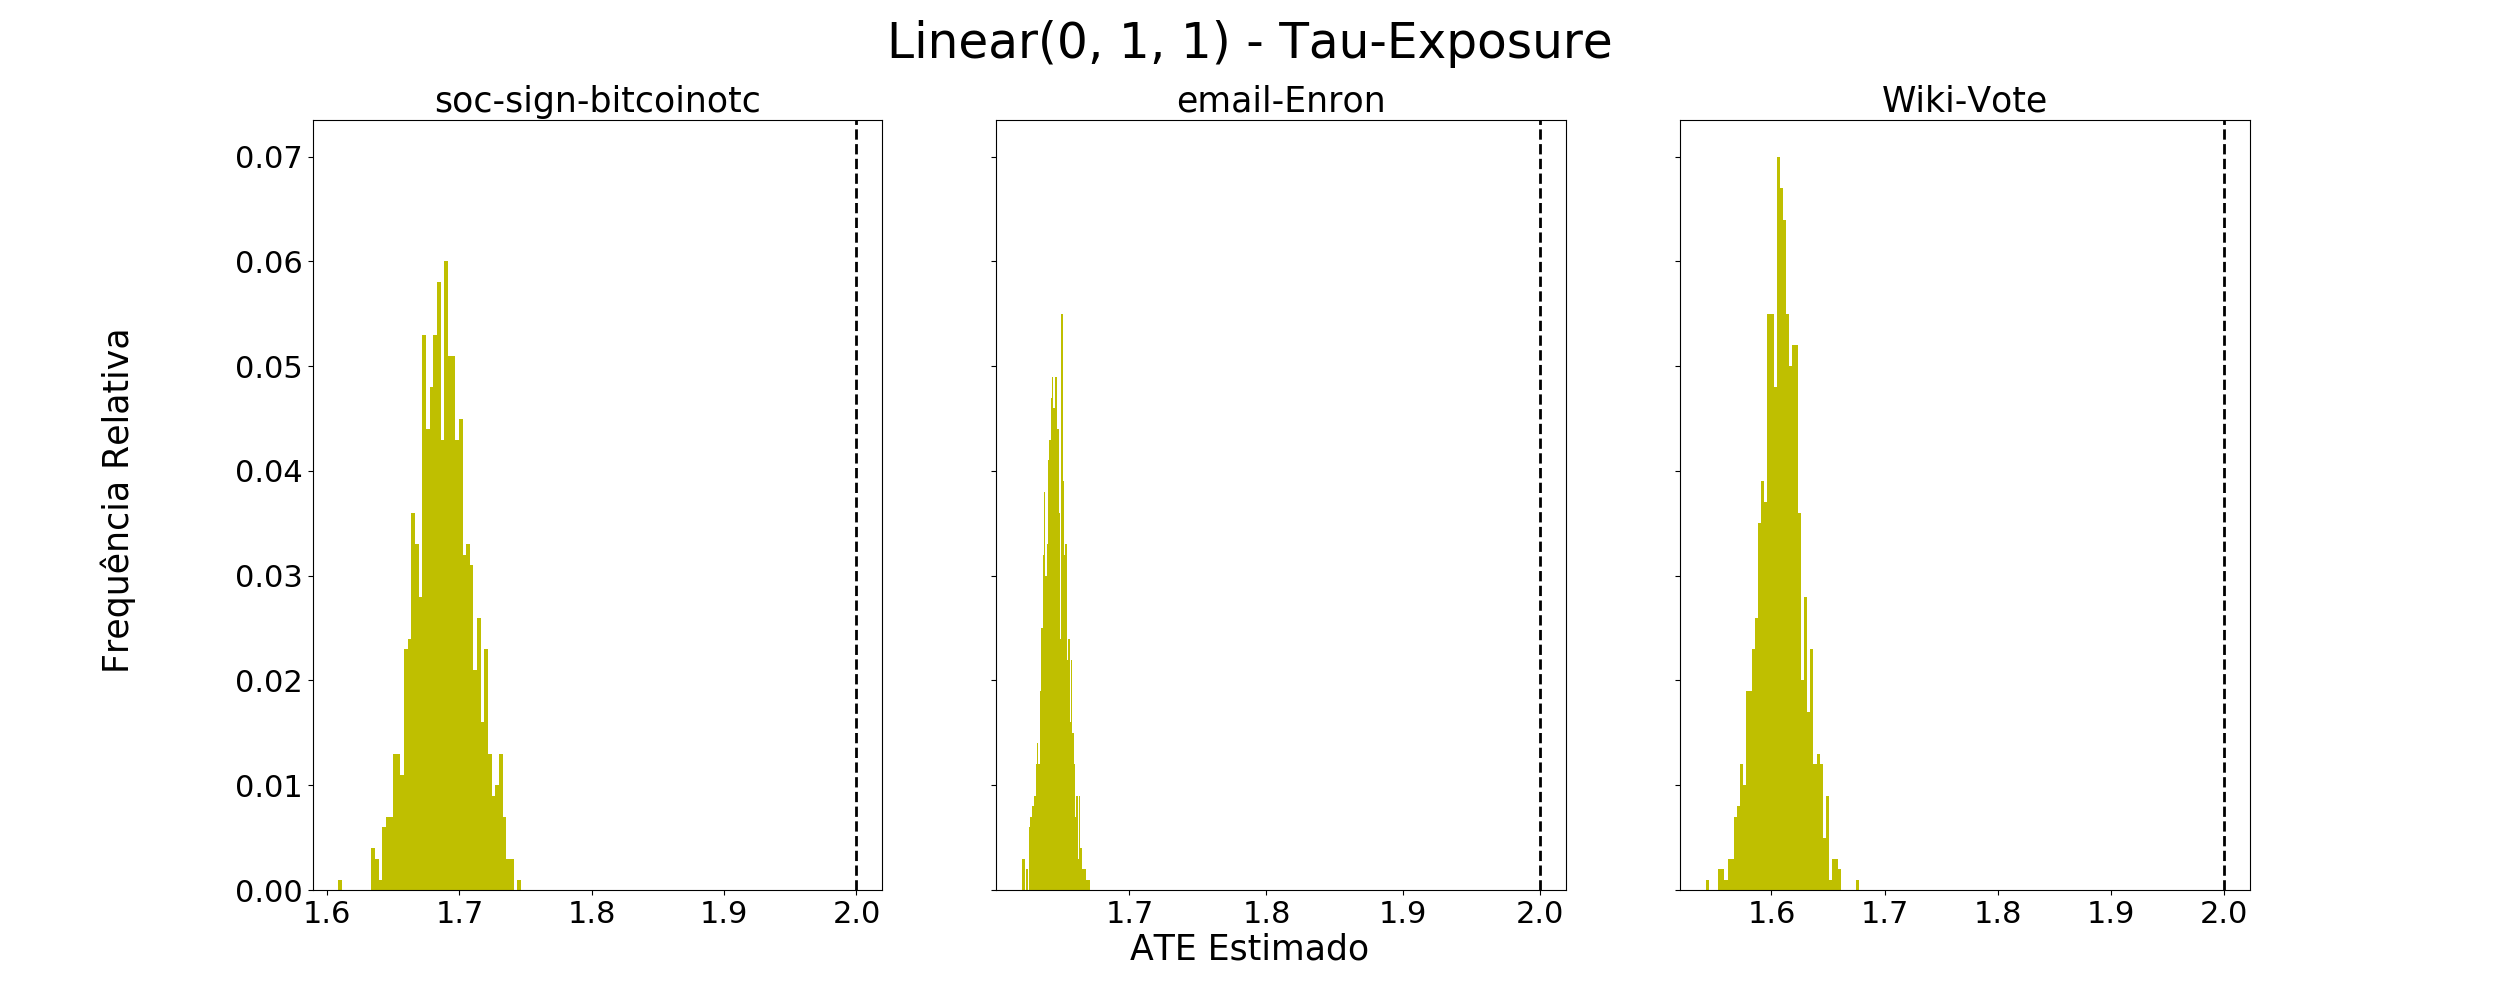 Linear(0, 1, 1) - Tau-Exposure
soc-sign-bitcoinotc
email-Enron
Wiki-Vote
Frequência Relativa
0.07
0.06
0.05
0.04
0.03
0.02
0.01
0.00
1.6 1.7 1.8 1.9 2.0
1.7 1.8 1.9 2.0
1.6 1.7 1.8 1.9 2.0
ATE Estimado